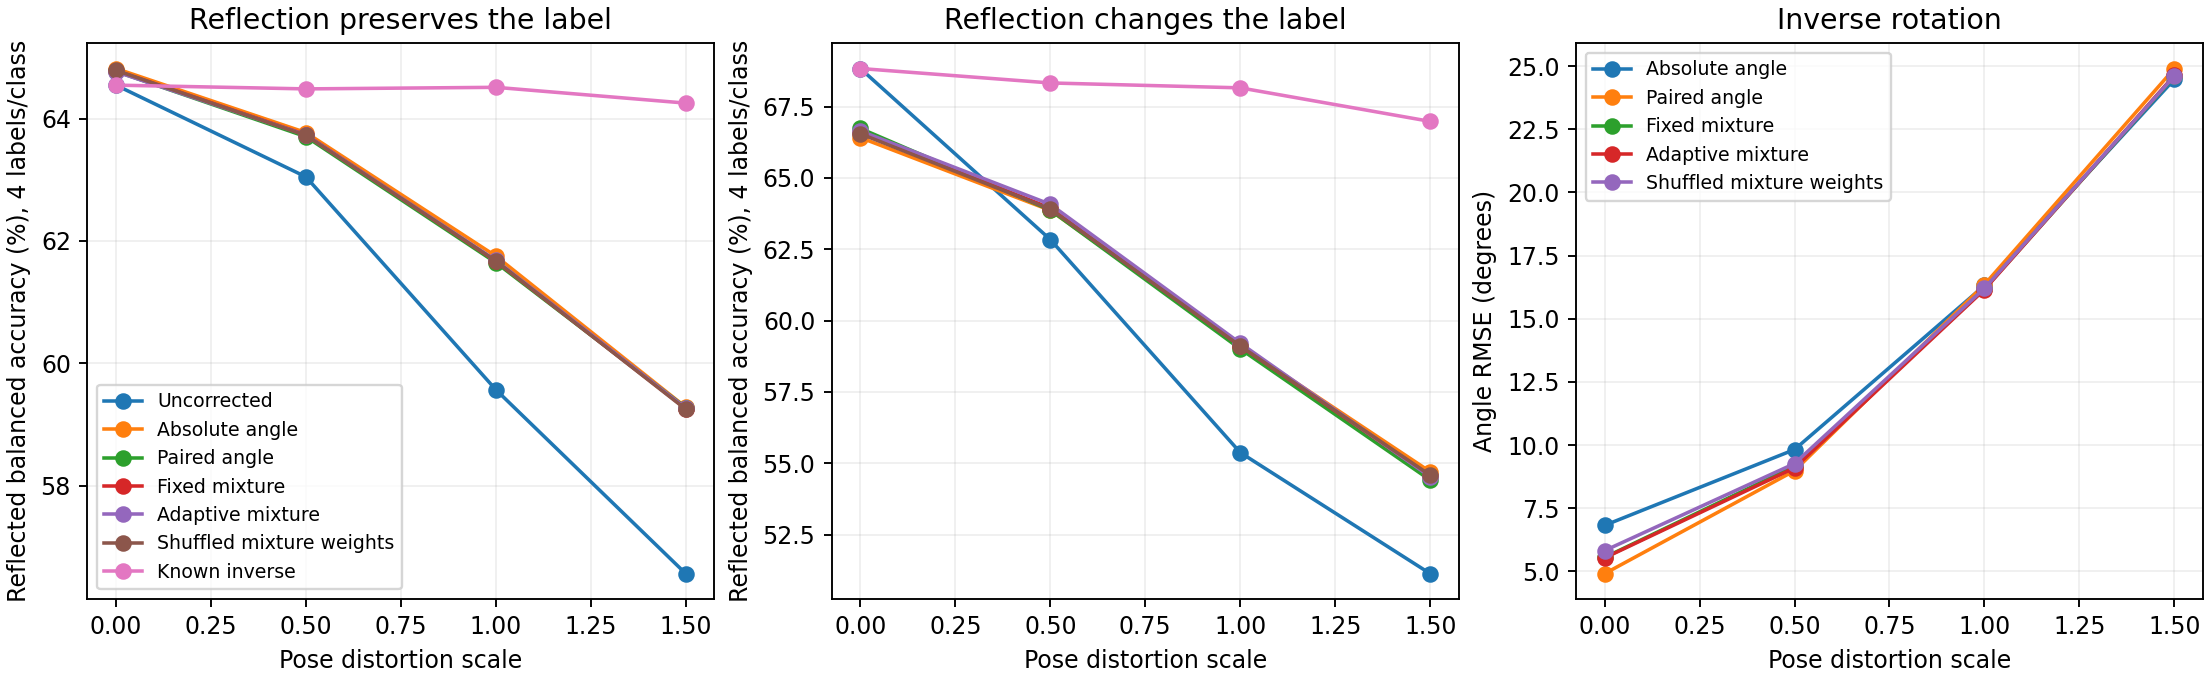 Reflection preserves the label
Reflected balanced accuracy (%), 4 labels/class
64
62
60
58
Uncorrected
Absolute angle
Paired angle
Fixed mixture
Adaptive mixture
Shuffled mixture weights
Known inverse
0.00 0.25 0.50 0.75 1.00 1.25 1.50
Pose distortion scale
Reflection changes the label
Reflected balanced accuracy (%), 4 labels/class
67.5
65.0
62.5
60.0
57.5
55.0
52.5
0.00 0.25 0.50 0.75 1.00 1.25 1.50
Pose distortion scale
Inverse rotation
Angle RMSE (degrees)
25.0
22.5
20.0
17.5
15.0
12.5
10.0
7.5
5.0
Absolute angle
Paired angle
Fixed mixture
Adaptive mixture
Shuffled mixture weights
0.00 0.25 0.50 0.75 1.00 1.25 1.50
Pose distortion scale